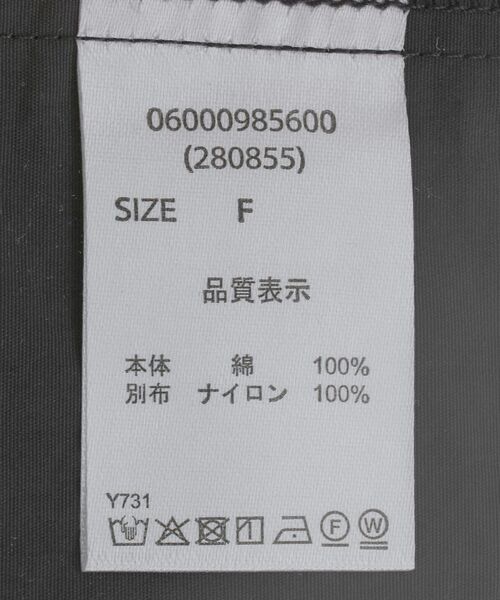 06000985600
(280855)
SIZE F
品質表示
本体 綿 100%
別布 ナイロン 100%
Y731
F W